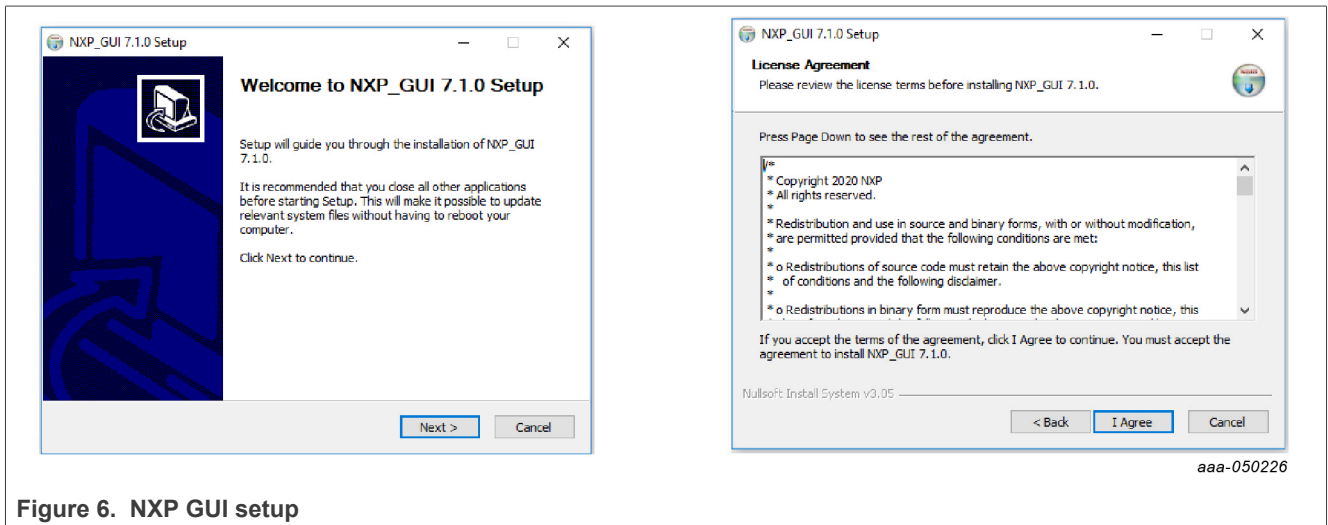 NXP_GUI 7.1.0 Setup
Welcome to NXP_GUI 7.1.0 Setup
Setup will guide you through the installation of NXP_GUI
7.1.0.
It is recommended that you close all other applications
before starting Setup. This will make it possible to update
relevant system files without having to reboot your
computer.
Click Next to continue.
Next >
Cancel
NXP_GUI 7.1.0 Setup
License Agreement
Please review the license terms before installing NXP_GUI 7.1.0.
Press Page Down to see the rest of the agreement.
/*
* Copyright 2020 NXP
* All rights reserved.
*
* Redistribution and use in source and binary forms, with or without modification,
* are permitted provided that the following conditions are met:
*
* o Redistributions of source code must retain the above copyright notice, this list
* of conditions and the following disclaimer.
*
* o Redistributions in binary form must reproduce the above copyright notice, this
If you accept the terms of the agreement, click I Agree to continue. You must accept the
agreement to install NXP_GUI 7.1.0.
Nullsoft Install System v3.05
< Back
I Agree
Cancel
aaa-050226
Figure 6. NXP GUI setup